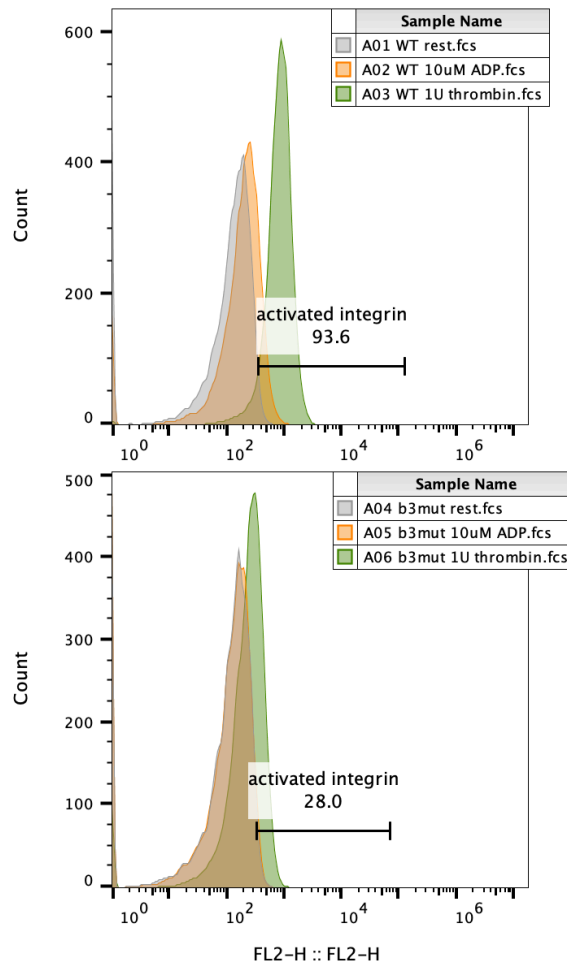 Sample Name
A01 WT rest.fcs
A02 WT 10uM ADP.fcs
A03 WT 1U thrombin.fcs
600
400
200
0
Count
activated integrin
93.6
10^0 10^2 10^4 10^6
Sample Name
A04 b3mut rest.fcs
A05 b3mut 10uM ADP.fcs
A06 b3mut 1U thrombin.fcs
500
400
300
200
100
0
Count
activated integrin
28.0
10^0 10^2 10^4 10^6
FL2-H :: FL2-H